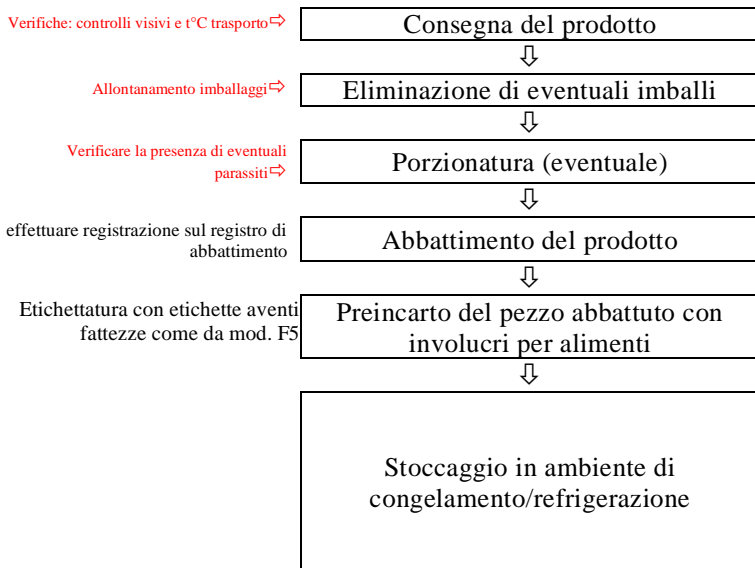 Verifiche: controlli visivi e t°C trasporto⇨
Consegna del prodotto
⇩
Allontanamento imballaggi⇨
Eliminazione di eventuali imballi
⇩
Verificare la presenza di eventuali
parassiti⇨
Porzionatura (eventuale)
⇩
effettuare registrazione sul registro di
abbattimento
Abbattimento del prodotto
⇩
Etichettatura con etichette aventi
fattezze come da mod. F5
Preincarto del pezzo abbattuto con
involucri per alimenti
⇩
Stoccaggio in ambiente di
congelamento/refrigerazione